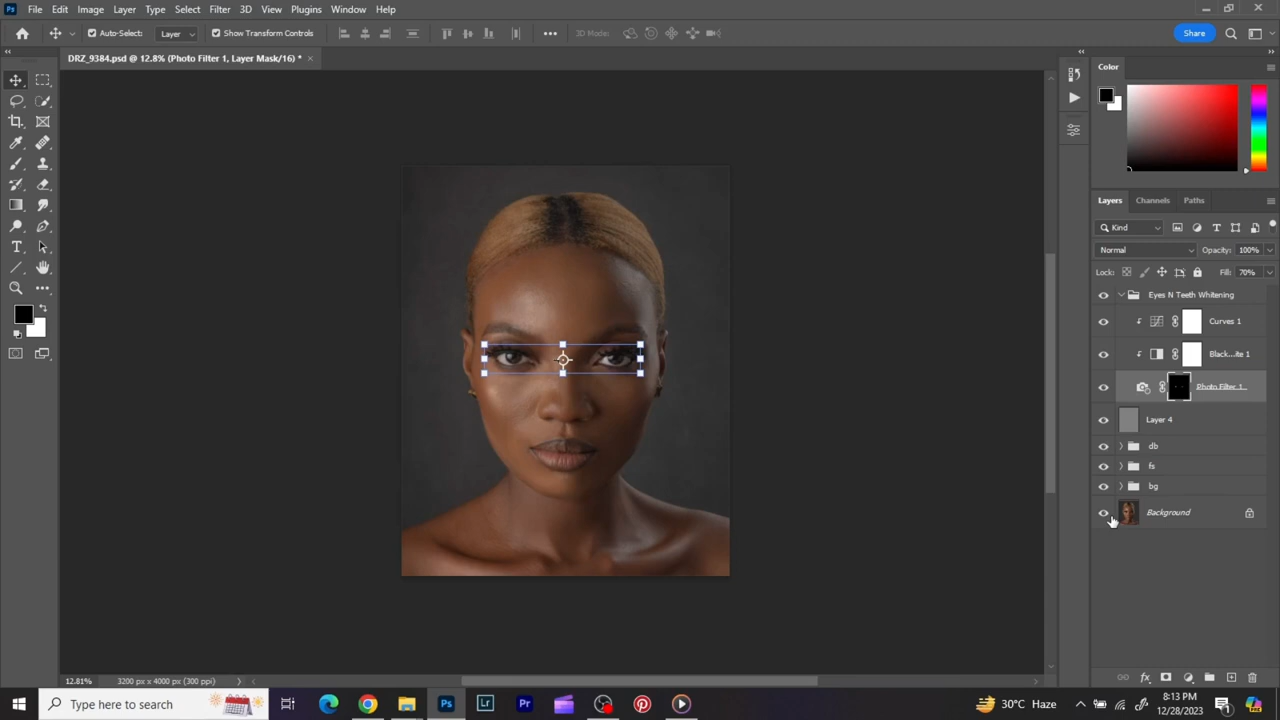 Ps File Edit Image Layer Type Select Filter 3D View Plugins Window Help
Auto-Select: Layer Show Transform Controls 3D Mode: Share
DRZ_9384.psd @ 12.8% (Photo Filter 1, Layer Mask/16) *
Color
Layers Channels Paths
Kind
Normal Opacity: 100%
Lock: Fill: 70%
Eyes N Teeth Whitening
Curves 1
Black...ite 1
Photo Filter 1
Layer 4
db
fs
bg
Background
12.81% 3200 px x 4000 px (300 ppi)
Type here to search Ps Lr Pr 30°C Haze 8:13 PM
12/28/2023